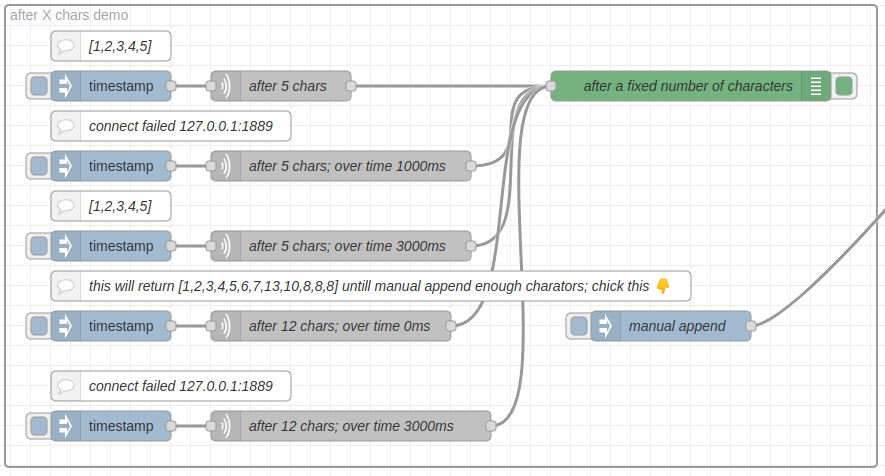 after X chars demo
[1,2,3,4,5]
timestamp
after 5 chars
after a fixed number of characters
connect failed 127.0.0.1:1889
timestamp
after 5 chars; over time 1000ms
[1,2,3,4,5]
timestamp
after 5 chars; over time 3000ms
this will return [1,2,3,4,5,6,7,13,10,8,8,8] untill manual append enough charators; chick this 👇
timestamp
after 12 chars; over time 0ms
manual append
connect failed 127.0.0.1:1889
timestamp
after 12 chars; over time 3000ms